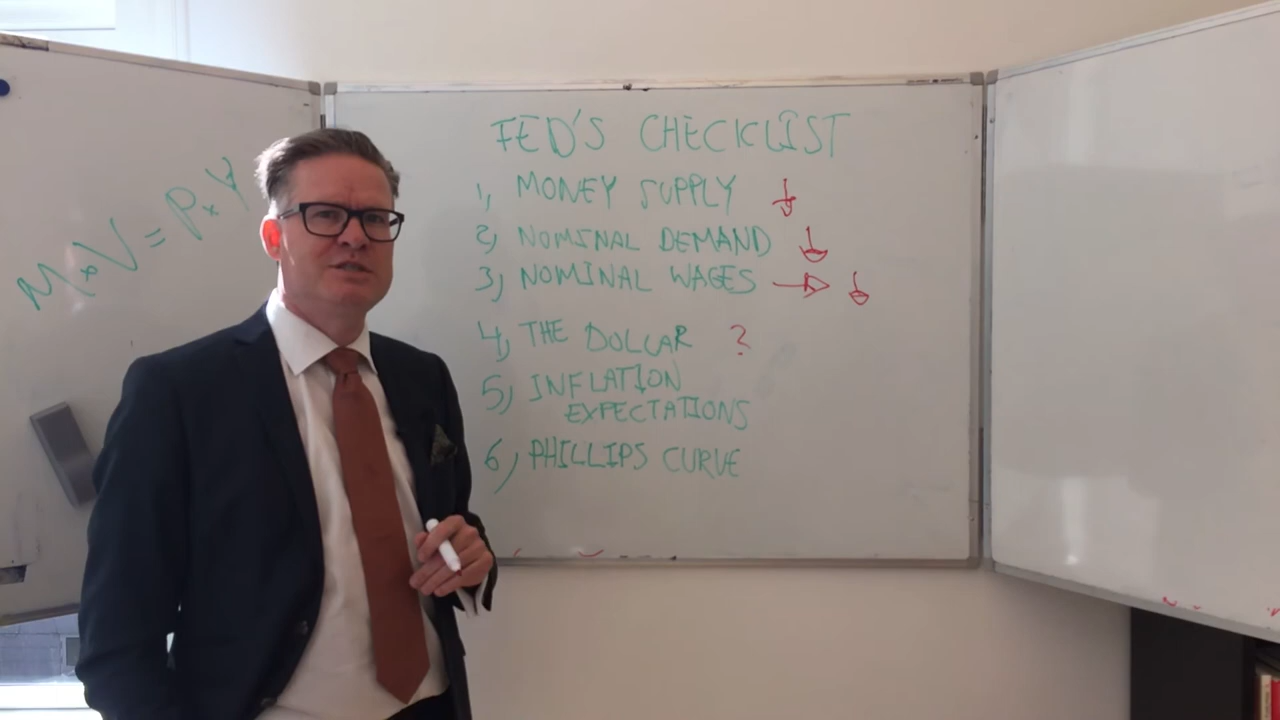 M x V = P x Y
FED'S CHECKLIST
1, MONEY SUPPLY ↓
2, NOMINAL DEMAND ↓
3, NOMINAL WAGES → ↓
4, THE DOLLAR ?
5, INFLATION
EXPECTATIONS
6, PHILLIPS CURVE